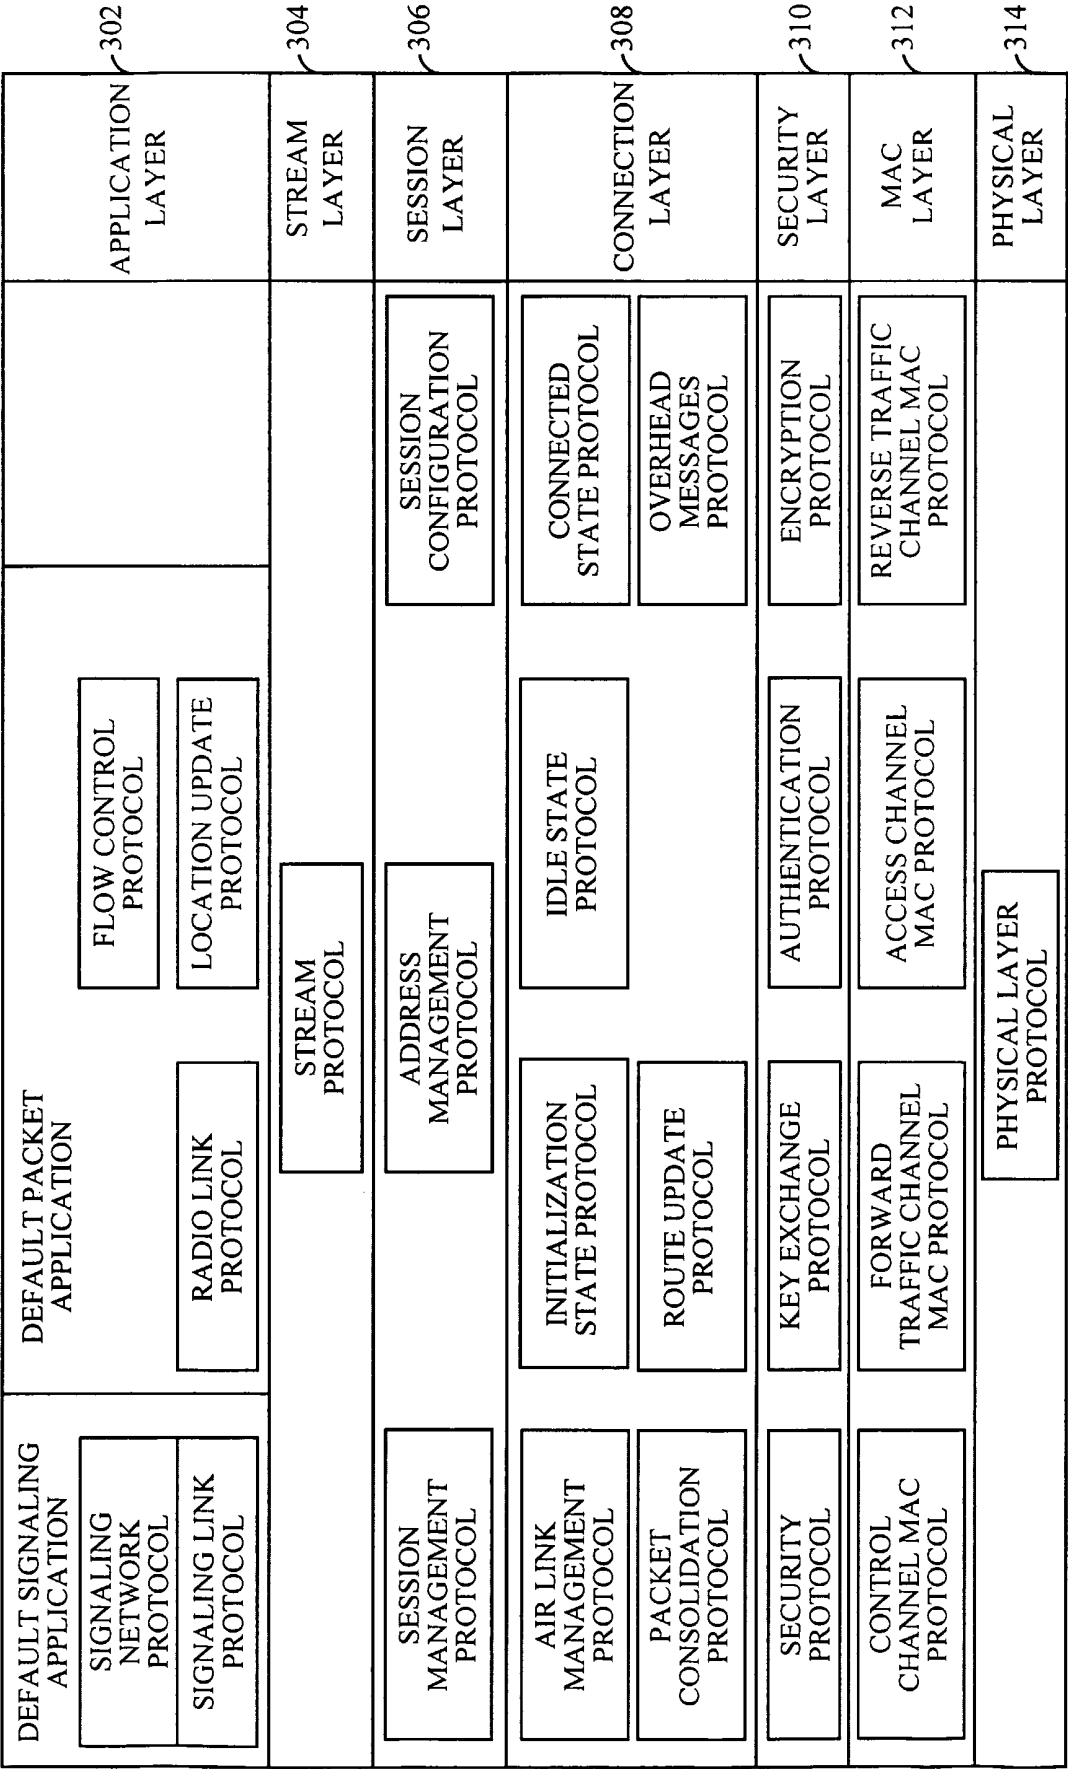 DEFAULT SIGNALING
APPLICATION
SIGNALING
NETWORK
PROTOCOL
SIGNALING LINK
PROTOCOL
DEFAULT PACKET
APPLICATION
RADIO LINK
PROTOCOL
FLOW CONTROL
PROTOCOL
LOCATION UPDATE
PROTOCOL
APPLICATION
LAYER
302
STREAM
PROTOCOL
STREAM
LAYER
304
SESSION
MANAGEMENT
PROTOCOL
ADDRESS
MANAGEMENT
PROTOCOL
SESSION
CONFIGURATION
PROTOCOL
SESSION
LAYER
306
AIR LINK
MANAGEMENT
PROTOCOL
INITIALIZATION
STATE PROTOCOL
IDLE STATE
PROTOCOL
CONNECTED
STATE PROTOCOL
PACKET
CONSOLIDATION
PROTOCOL
ROUTE UPDATE
PROTOCOL
OVERHEAD
MESSAGES
PROTOCOL
CONNECTION
LAYER
308
SECURITY
PROTOCOL
KEY EXCHANGE
PROTOCOL
AUTHENTICATION
PROTOCOL
ENCRYPTION
PROTOCOL
SECURITY
LAYER
310
CONTROL
CHANNEL MAC
PROTOCOL
FORWARD
TRAFFIC CHANNEL
MAC PROTOCOL
ACCESS CHANNEL
MAC PROTOCOL
REVERSE TRAFFIC
CHANNEL MAC
PROTOCOL
MAC
LAYER
312
PHYSICAL LAYER
PROTOCOL
PHYSICAL
LAYER
314